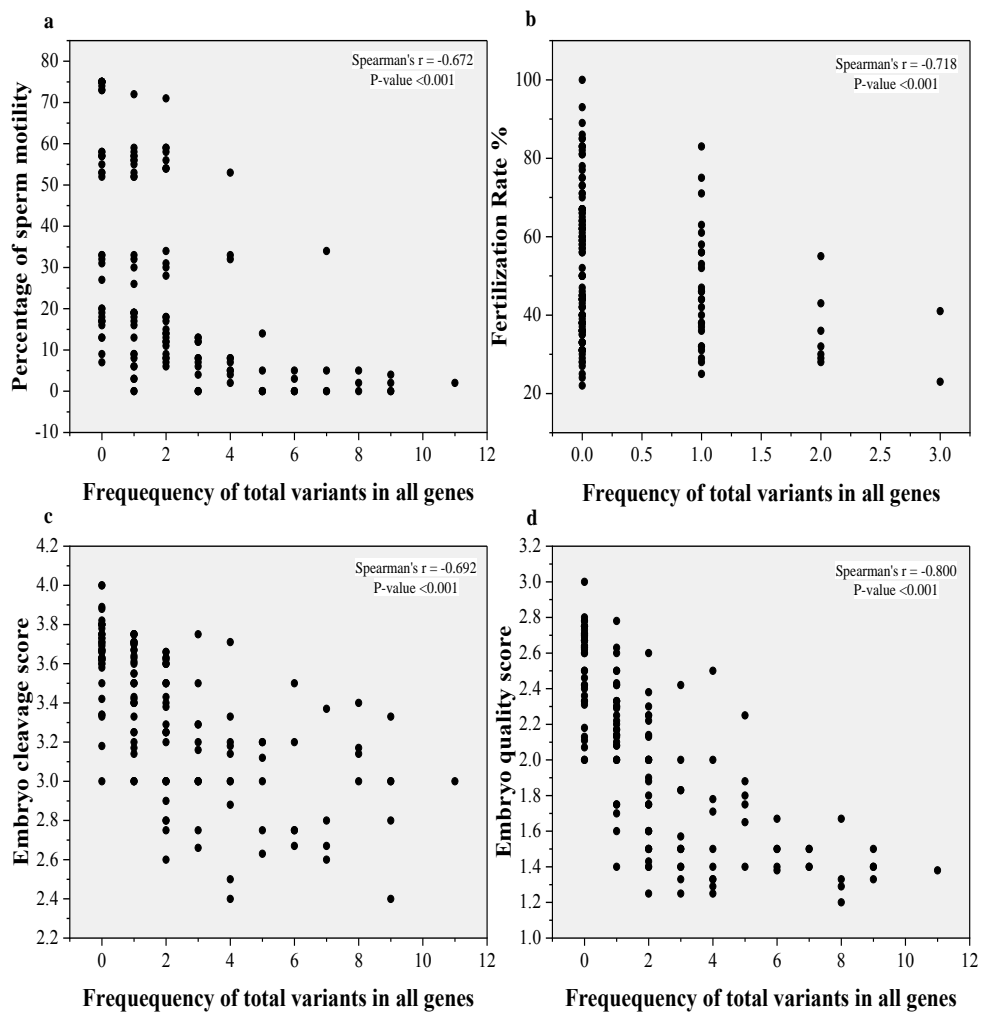 a
Spearman's r = -0.672
P-value <0.001
Percentage of sperm motility
80
70
60
50
40
30
20
10
0
-10
0 2 4 6 8 10 12
Frequequency of total variants in all genes
b
Spearman's r = -0.718
P-value <0.001
Fertilization Rate %
100
80
60
40
20
0.0 0.5 1.0 1.5 2.0 2.5 3.0
Frequequency of total variants in all genes
c
Spearman's r = -0.692
P-value <0.001
Embryo cleavage score
4.2
4.0
3.8
3.6
3.4
3.2
3.0
2.8
2.6
2.4
2.2
0 2 4 6 8 10 12
Frequequency of total variants in all genes
d
Spearman's r = -0.800
P-value <0.001
Embryo quality score
3.2
3.0
2.8
2.6
2.4
2.2
2.0
1.8
1.6
1.4
1.2
1.0
0 2 4 6 8 10 12
Frequequency of total variants in all genes